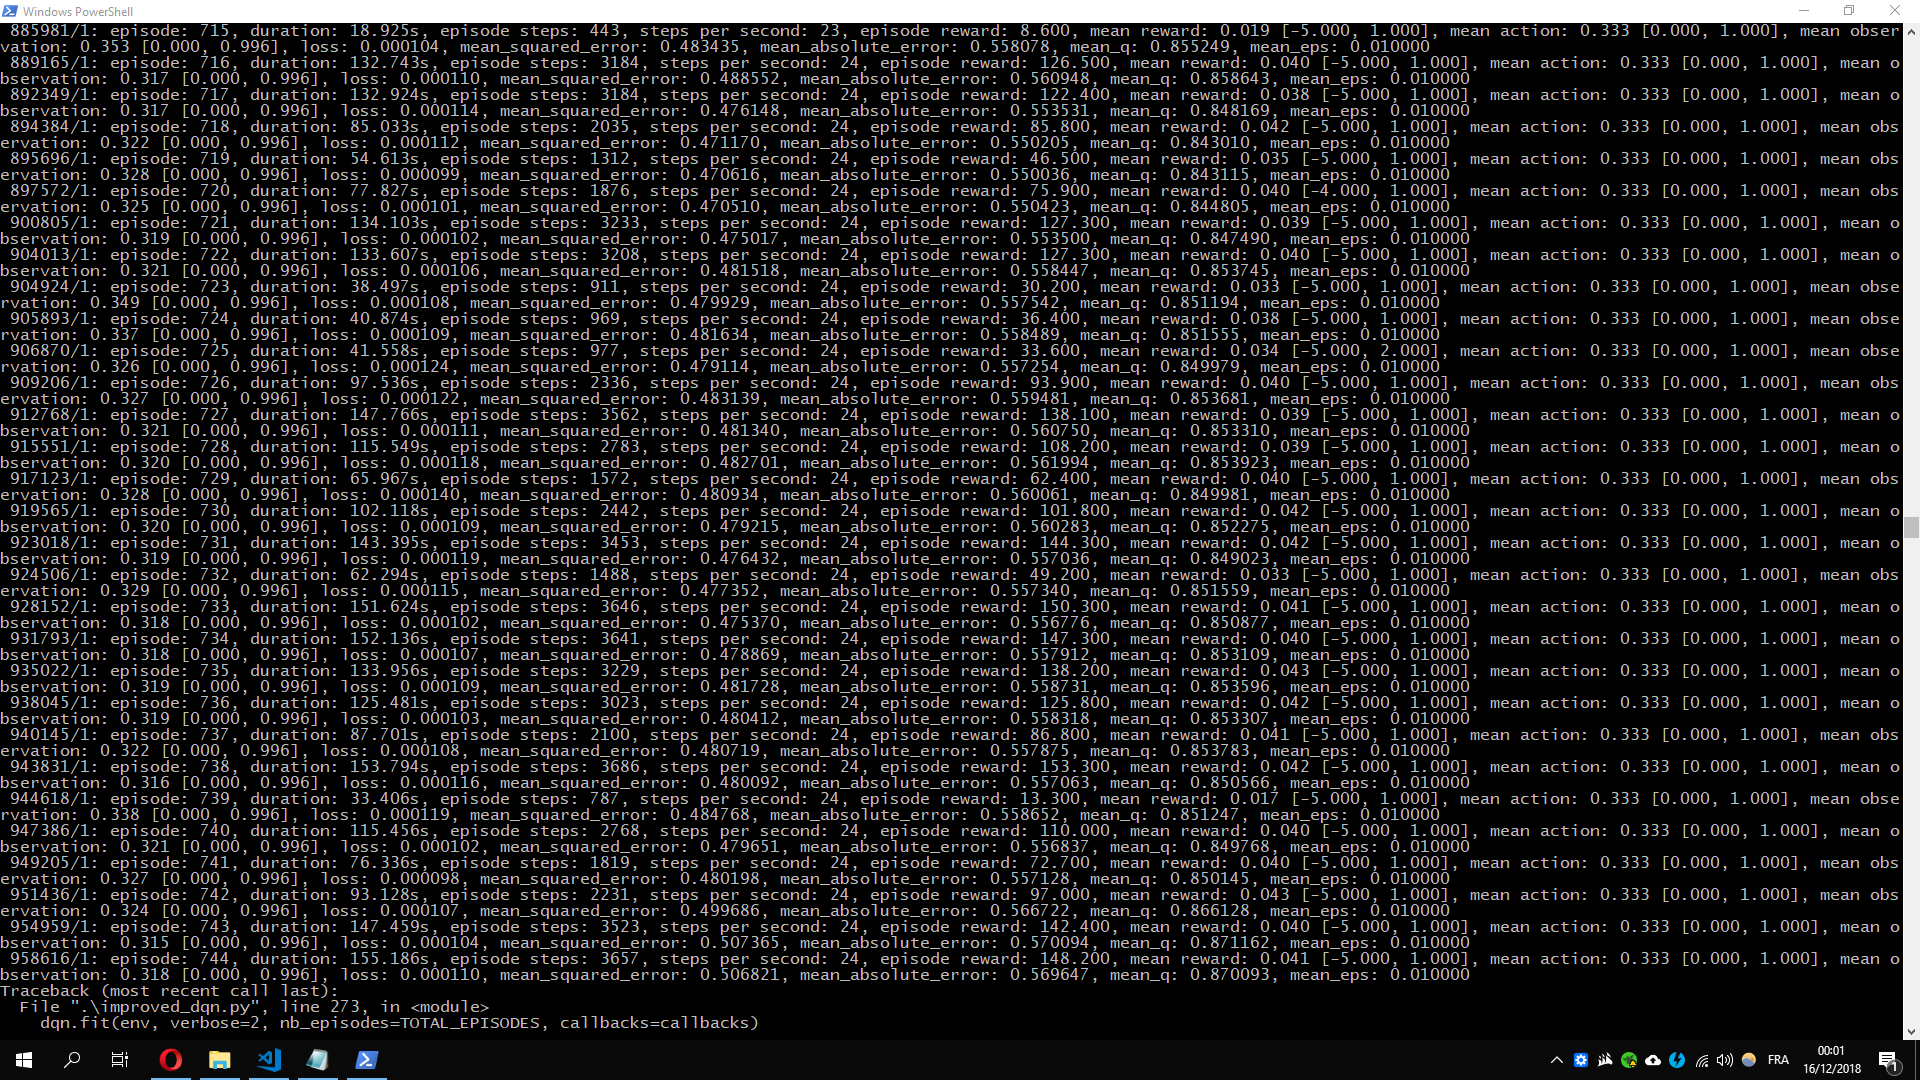 Windows PowerShell
885981/1: episode: 715, duration: 18.925s, episode steps: 443, steps per second: 23, episode reward: 8.600, mean reward: 0.019 [-5.000, 1.000], mean action: 0.333 [0.000, 1.000], mean obser
vation: 0.353 [0.000, 0.996], loss: 0.000104, mean_squared_error: 0.483435, mean_absolute_error: 0.558078, mean_q: 0.855249, mean_eps: 0.010000
889165/1: episode: 716, duration: 132.743s, episode steps: 3184, steps per second: 24, episode reward: 126.500, mean reward: 0.040 [-5.000, 1.000], mean action: 0.333 [0.000, 1.000], mean o
bservation: 0.317 [0.000, 0.996], loss: 0.000110, mean_squared_error: 0.488552, mean_absolute_error: 0.560948, mean_q: 0.858643, mean_eps: 0.010000
892349/1: episode: 717, duration: 132.924s, episode steps: 3184, steps per second: 24, episode reward: 122.400, mean reward: 0.038 [-5.000, 1.000], mean action: 0.333 [0.000, 1.000], mean o
bservation: 0.317 [0.000, 0.996], loss: 0.000114, mean_squared_error: 0.476148, mean_absolute_error: 0.553531, mean_q: 0.848169, mean_eps: 0.010000
894384/1: episode: 718, duration: 85.033s, episode steps: 2035, steps per second: 24, episode reward: 85.800, mean reward: 0.042 [-5.000, 1.000], mean action: 0.333 [0.000, 1.000], mean obs
ervation: 0.322 [0.000, 0.996], loss: 0.000112, mean_squared_error: 0.471170, mean_absolute_error: 0.550205, mean_q: 0.843010, mean_eps: 0.010000
895696/1: episode: 719, duration: 54.613s, episode steps: 1312, steps per second: 24, episode reward: 46.500, mean reward: 0.035 [-5.000, 1.000], mean action: 0.333 [0.000, 1.000], mean obs
ervation: 0.328 [0.000, 0.996], loss: 0.000099, mean_squared_error: 0.470616, mean_absolute_error: 0.550036, mean_q: 0.843115, mean_eps: 0.010000
897572/1: episode: 720, duration: 77.827s, episode steps: 1876, steps per second: 24, episode reward: 75.900, mean reward: 0.040 [-4.000, 1.000], mean action: 0.333 [0.000, 1.000], mean obs
ervation: 0.325 [0.000, 0.996], loss: 0.000101, mean_squared_error: 0.470510, mean_absolute_error: 0.550423, mean_q: 0.844805, mean_eps: 0.010000
900805/1: episode: 721, duration: 134.103s, episode steps: 3233, steps per second: 24, episode reward: 127.300, mean reward: 0.039 [-5.000, 1.000], mean action: 0.333 [0.000, 1.000], mean o
bservation: 0.319 [0.000, 0.996], loss: 0.000102, mean_squared_error: 0.475017, mean_absolute_error: 0.553500, mean_q: 0.847490, mean_eps: 0.010000
904013/1: episode: 722, duration: 133.607s, episode steps: 3208, steps per second: 24, episode reward: 127.300, mean reward: 0.040 [-5.000, 1.000], mean action: 0.333 [0.000, 1.000], mean o
bservation: 0.321 [0.000, 0.996], loss: 0.000106, mean_squared_error: 0.481518, mean_absolute_error: 0.558447, mean_q: 0.853745, mean_eps: 0.010000
904924/1: episode: 723, duration: 38.497s, episode steps: 911, steps per second: 24, episode reward: 30.200, mean reward: 0.033 [-5.000, 1.000], mean action: 0.333 [0.000, 1.000], mean obse
rvation: 0.349 [0.000, 0.996], loss: 0.000108, mean_squared_error: 0.479929, mean_absolute_error: 0.557542, mean_q: 0.851194, mean_eps: 0.010000
905893/1: episode: 724, duration: 40.874s, episode steps: 969, steps per second: 24, episode reward: 36.400, mean reward: 0.038 [-5.000, 1.000], mean action: 0.333 [0.000, 1.000], mean obse
rvation: 0.337 [0.000, 0.996], loss: 0.000109, mean_squared_error: 0.481634, mean_absolute_error: 0.558489, mean_q: 0.851555, mean_eps: 0.010000
906870/1: episode: 725, duration: 41.558s, episode steps: 977, steps per second: 24, episode reward: 33.600, mean reward: 0.034 [-5.000, 2.000], mean action: 0.333 [0.000, 1.000], mean obse
rvation: 0.326 [0.000, 0.996], loss: 0.000124, mean_squared_error: 0.479114, mean_absolute_error: 0.557254, mean_q: 0.849979, mean_eps: 0.010000
909206/1: episode: 726, duration: 97.536s, episode steps: 2336, steps per second: 24, episode reward: 93.900, mean reward: 0.040 [-5.000, 1.000], mean action: 0.333 [0.000, 1.000], mean obs
ervation: 0.327 [0.000, 0.996], loss: 0.000122, mean_squared_error: 0.483139, mean_absolute_error: 0.559481, mean_q: 0.853681, mean_eps: 0.010000
912768/1: episode: 727, duration: 147.766s, episode steps: 3562, steps per second: 24, episode reward: 138.100, mean reward: 0.039 [-5.000, 1.000], mean action: 0.333 [0.000, 1.000], mean o
bservation: 0.321 [0.000, 0.996], loss: 0.000111, mean_squared_error: 0.481340, mean_absolute_error: 0.560750, mean_q: 0.853310, mean_eps: 0.010000
915551/1: episode: 728, duration: 115.549s, episode steps: 2783, steps per second: 24, episode reward: 108.200, mean reward: 0.039 [-5.000, 1.000], mean action: 0.333 [0.000, 1.000], mean o
bservation: 0.320 [0.000, 0.996], loss: 0.000118, mean_squared_error: 0.482701, mean_absolute_error: 0.561994, mean_q: 0.853923, mean_eps: 0.010000
917123/1: episode: 729, duration: 65.967s, episode steps: 1572, steps per second: 24, episode reward: 62.400, mean reward: 0.040 [-5.000, 1.000], mean action: 0.333 [0.000, 1.000], mean obs
ervation: 0.328 [0.000, 0.996], loss: 0.000140, mean_squared_error: 0.480934, mean_absolute_error: 0.560061, mean_q: 0.849981, mean_eps: 0.010000
919565/1: episode: 730, duration: 102.118s, episode steps: 2442, steps per second: 24, episode reward: 101.800, mean reward: 0.042 [-5.000, 1.000], mean action: 0.333 [0.000, 1.000], mean o
bservation: 0.320 [0.000, 0.996], loss: 0.000109, mean_squared_error: 0.479215, mean_absolute_error: 0.560283, mean_q: 0.852275, mean_eps: 0.010000
923018/1: episode: 731, duration: 143.395s, episode steps: 3453, steps per second: 24, episode reward: 144.300, mean reward: 0.042 [-5.000, 1.000], mean action: 0.333 [0.000, 1.000], mean o
bservation: 0.319 [0.000, 0.996], loss: 0.000119, mean_squared_error: 0.476432, mean_absolute_error: 0.557036, mean_q: 0.849023, mean_eps: 0.010000
924506/1: episode: 732, duration: 62.294s, episode steps: 1488, steps per second: 24, episode reward: 49.200, mean reward: 0.033 [-5.000, 1.000], mean action: 0.333 [0.000, 1.000], mean obs
ervation: 0.329 [0.000, 0.996], loss: 0.000115, mean_squared_error: 0.477352, mean_absolute_error: 0.557340, mean_q: 0.851559, mean_eps: 0.010000
928152/1: episode: 733, duration: 151.624s, episode steps: 3646, steps per second: 24, episode reward: 150.300, mean reward: 0.041 [-5.000, 1.000], mean action: 0.333 [0.000, 1.000], mean o
bservation: 0.318 [0.000, 0.996], loss: 0.000102, mean_squared_error: 0.475370, mean_absolute_error: 0.556776, mean_q: 0.850877, mean_eps: 0.010000
931793/1: episode: 734, duration: 152.136s, episode steps: 3641, steps per second: 24, episode reward: 147.300, mean reward: 0.040 [-5.000, 1.000], mean action: 0.333 [0.000, 1.000], mean o
bservation: 0.318 [0.000, 0.996], loss: 0.000107, mean_squared_error: 0.478869, mean_absolute_error: 0.557912, mean_q: 0.853109, mean_eps: 0.010000
935022/1: episode: 735, duration: 133.956s, episode steps: 3229, steps per second: 24, episode reward: 138.200, mean reward: 0.043 [-5.000, 1.000], mean action: 0.333 [0.000, 1.000], mean o
bservation: 0.319 [0.000, 0.996], loss: 0.000109, mean_squared_error: 0.481728, mean_absolute_error: 0.558731, mean_q: 0.853596, mean_eps: 0.010000
938045/1: episode: 736, duration: 125.481s, episode steps: 3023, steps per second: 24, episode reward: 125.800, mean reward: 0.042 [-5.000, 1.000], mean action: 0.333 [0.000, 1.000], mean o
bservation: 0.319 [0.000, 0.996], loss: 0.000103, mean_squared_error: 0.480412, mean_absolute_error: 0.558318, mean_q: 0.853307, mean_eps: 0.010000
940145/1: episode: 737, duration: 87.701s, episode steps: 2100, steps per second: 24, episode reward: 86.800, mean reward: 0.041 [-5.000, 1.000], mean action: 0.333 [0.000, 1.000], mean obs
ervation: 0.322 [0.000, 0.996], loss: 0.000108, mean_squared_error: 0.480719, mean_absolute_error: 0.557875, mean_q: 0.853783, mean_eps: 0.010000
943831/1: episode: 738, duration: 153.794s, episode steps: 3686, steps per second: 24, episode reward: 153.300, mean reward: 0.042 [-5.000, 1.000], mean action: 0.333 [0.000, 1.000], mean o
bservation: 0.316 [0.000, 0.996], loss: 0.000116, mean_squared_error: 0.480092, mean_absolute_error: 0.557063, mean_q: 0.850566, mean_eps: 0.010000
944618/1: episode: 739, duration: 33.406s, episode steps: 787, steps per second: 24, episode reward: 13.300, mean reward: 0.017 [-5.000, 1.000], mean action: 0.333 [0.000, 1.000], mean obse
rvation: 0.338 [0.000, 0.996], loss: 0.000119, mean_squared_error: 0.484768, mean_absolute_error: 0.558652, mean_q: 0.851247, mean_eps: 0.010000
947386/1: episode: 740, duration: 115.456s, episode steps: 2768, steps per second: 24, episode reward: 110.000, mean reward: 0.040 [-5.000, 1.000], mean action: 0.333 [0.000, 1.000], mean o
bservation: 0.321 [0.000, 0.996], loss: 0.000102, mean_squared_error: 0.479651, mean_absolute_error: 0.556837, mean_q: 0.849768, mean_eps: 0.010000
949205/1: episode: 741, duration: 76.336s, episode steps: 1819, steps per second: 24, episode reward: 72.700, mean reward: 0.040 [-5.000, 1.000], mean action: 0.333 [0.000, 1.000], mean obs
ervation: 0.327 [0.000, 0.996], loss: 0.000098, mean_squared_error: 0.480198, mean_absolute_error: 0.557128, mean_q: 0.850145, mean_eps: 0.010000
951436/1: episode: 742, duration: 93.128s, episode steps: 2231, steps per second: 24, episode reward: 97.000, mean reward: 0.043 [-5.000, 1.000], mean action: 0.333 [0.000, 1.000], mean obs
ervation: 0.324 [0.000, 0.996], loss: 0.000107, mean_squared_error: 0.499686, mean_absolute_error: 0.566722, mean_q: 0.866128, mean_eps: 0.010000
954959/1: episode: 743, duration: 147.459s, episode steps: 3523, steps per second: 24, episode reward: 142.400, mean reward: 0.040 [-5.000, 1.000], mean action: 0.333 [0.000, 1.000], mean o
bservation: 0.315 [0.000, 0.996], loss: 0.000104, mean_squared_error: 0.507365, mean_absolute_error: 0.570094, mean_q: 0.871162, mean_eps: 0.010000
958616/1: episode: 744, duration: 155.186s, episode steps: 3657, steps per second: 24, episode reward: 148.200, mean reward: 0.041 [-5.000, 1.000], mean action: 0.333 [0.000, 1.000], mean o
bservation: 0.318 [0.000, 0.996], loss: 0.000110, mean_squared_error: 0.506821, mean_absolute_error: 0.569647, mean_q: 0.870093, mean_eps: 0.010000
Traceback (most recent call last):
File ".\improved_dqn.py", line 273, in <module>
dqn.fit(env, verbose=2, nb_episodes=TOTAL_EPISODES, callbacks=callbacks)
FRA
00:01
16/12/2018
1